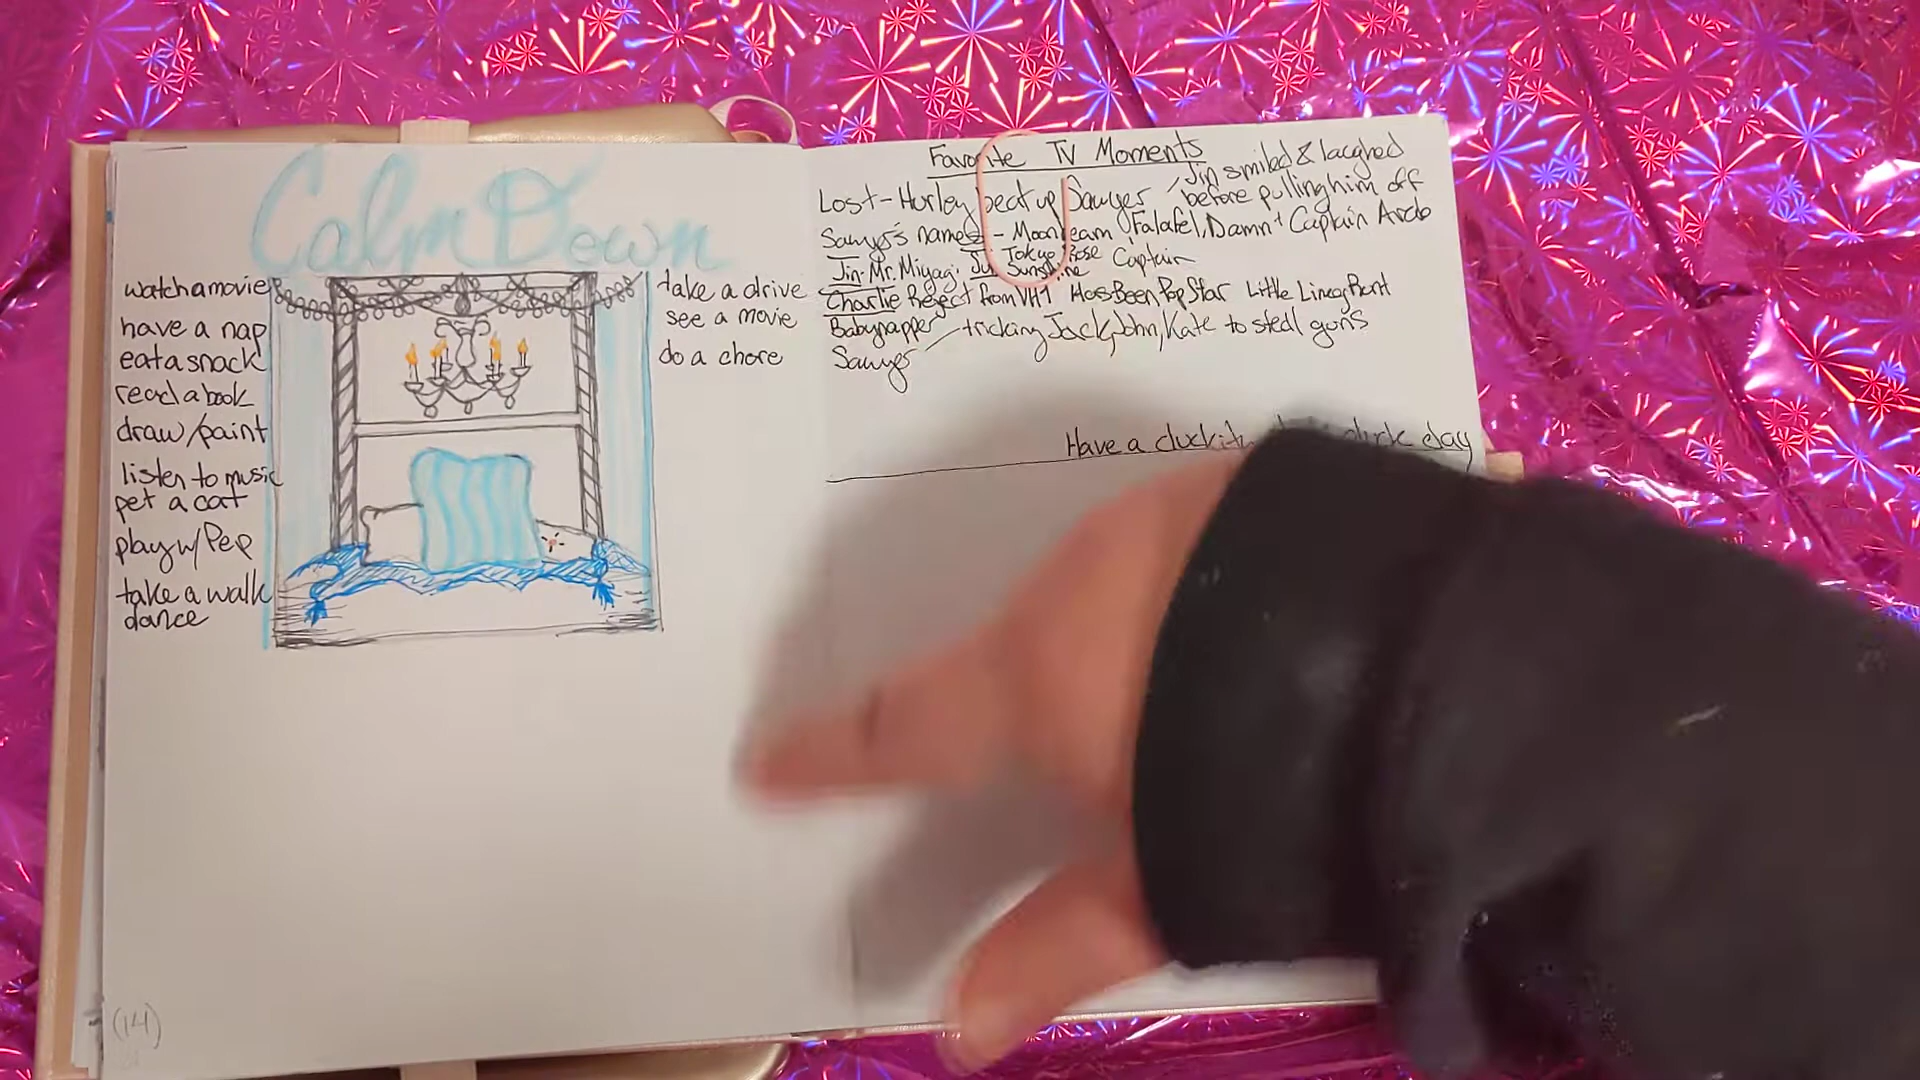 Calm Down
watch a movie
have a nap
eat a snack
read a book
draw/paint
listen to music
pet a cat
play w/ Pep
take a walk
dance
take a drive
see a movie
do a chore
(14)
Favorite TV Moments
Lost - Hurley beat up Sawyer - Jin smiled & laughed
before pulling him off
Sawyer's names - Moonbeam, Falafel, Damn it Captain Ardo
Jin - Mr. Miyagi, Sun - Tokyo Rose Captain
Sunshine
Charlie Reject from VH1 Has-Been Pop Star Little Limey Runt
Babynapper
Sawyer - tricking Jack, John, Kate to steal guns
Have a day